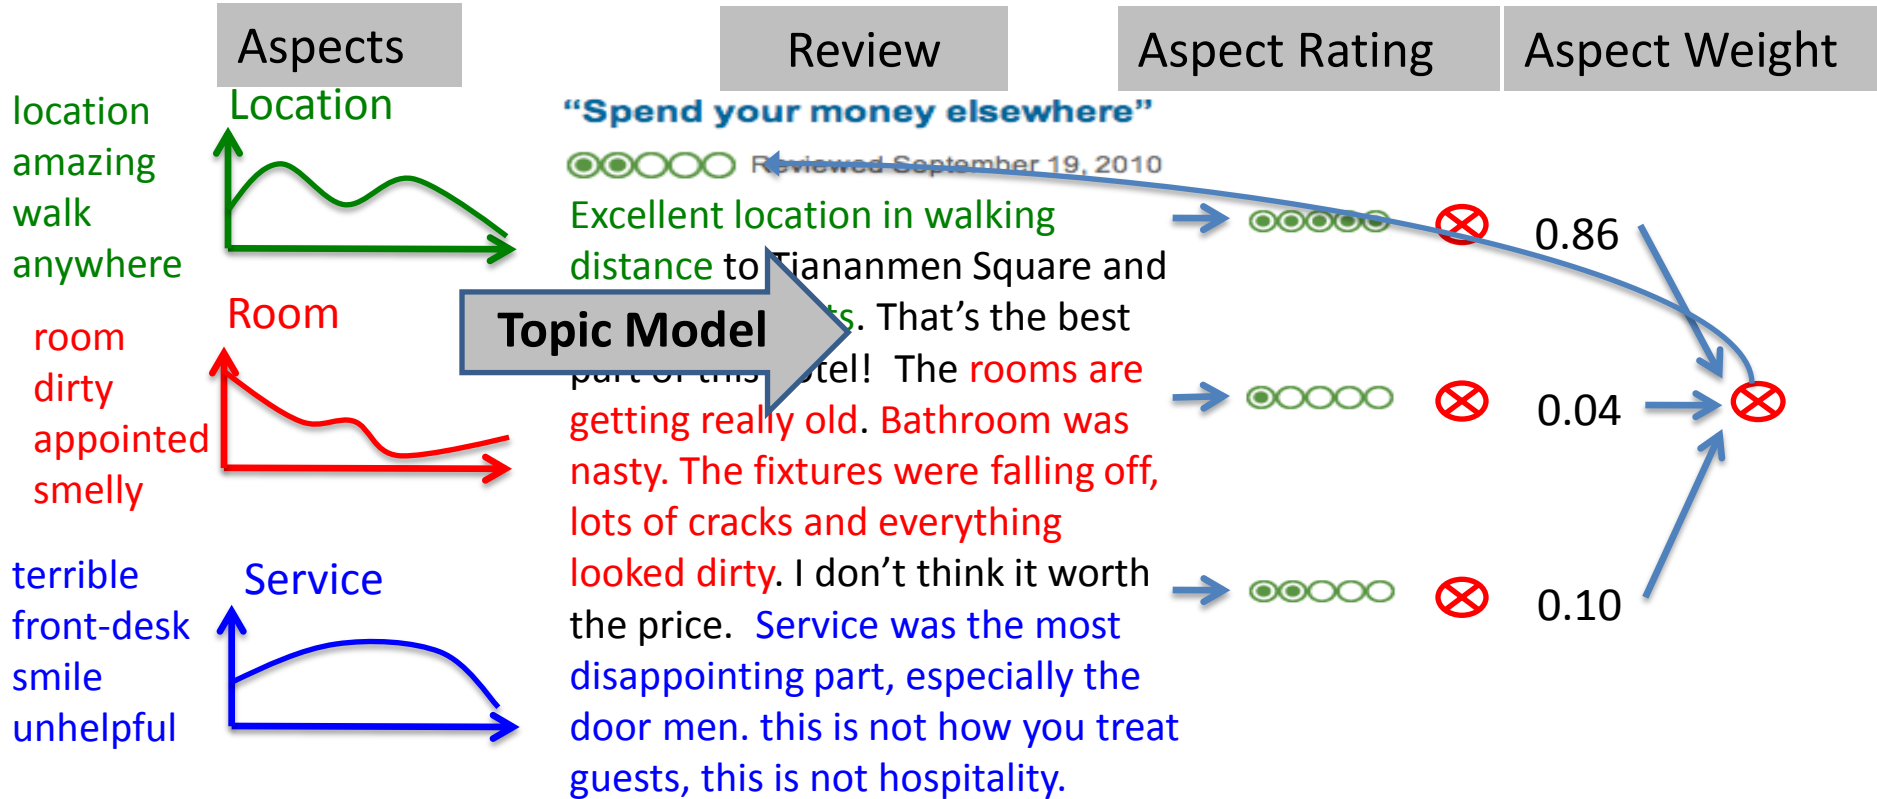 Aspects
Review
Aspect Rating
Aspect Weight
location
amazing
walk
anywhere
Location
room
dirty
appointed
smelly
Room
terrible
front-desk
smile
unhelpful
Service
Topic Model
“Spend your money elsewhere”
Reviewed September 19, 2010
Excellent location in walking
distance to Tiananmen Square and
ts. That’s the best
part of this hotel! The rooms are
getting really old. Bathroom was
nasty. The fixtures were falling off,
lots of cracks and everything
looked dirty. I don’t think it worth
the price. Service was the most
disappointing part, especially the
door men. this is not how you treat
guests, this is not hospitality.
0.86
0.04
0.10